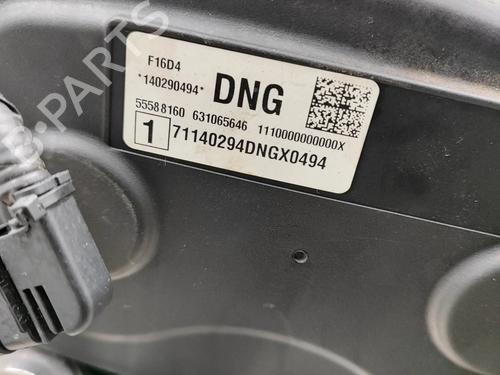 F16D4
*140290494* DNG
55588160 631065646 1110000000000X
1 71140294DNGX0494
B-PARTS